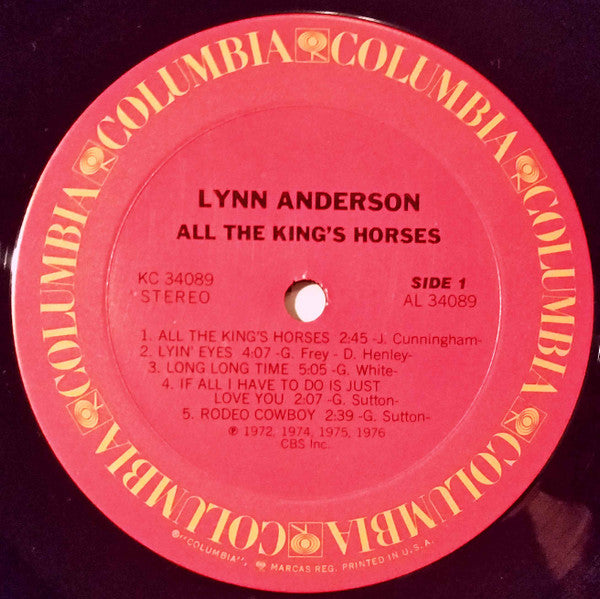 COLUMBIA COLUMBIA COLUMBIA COLUMBIA COLUMBIA COLUMBIA
LYNN ANDERSON
ALL THE KING'S HORSES
KC 34089
STEREO
SIDE 1
AL 34089
1. ALL THE KING'S HORSES 2:45 -J. Cunningham-
2. LYIN' EYES 4:07 -G. Frey - D. Henley-
3. LONG LONG TIME 5:05 -G. White-
4. IF ALL I HAVE TO DO IS JUST
LOVE YOU 2:07 -G. Sutton-
5. RODEO COWBOY 2:39 -G. Sutton-
℗ 1972, 1974, 1975, 1976
CBS Inc.
®"COLUMBIA", MARCAS REG. PRINTED IN U.S.A.